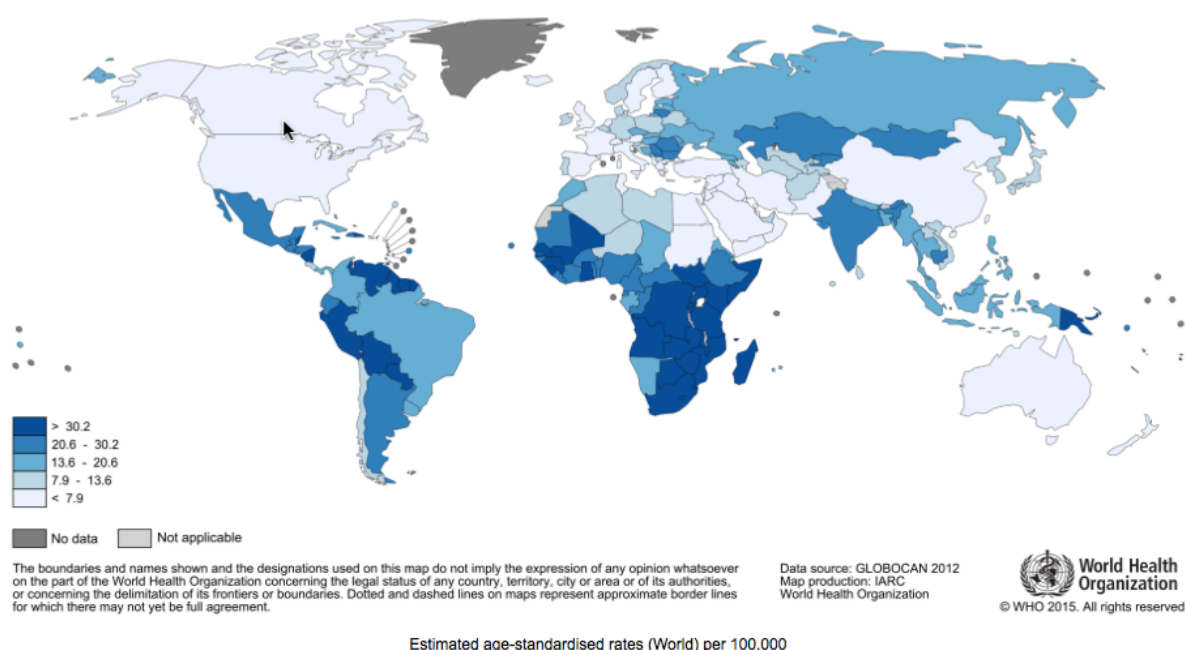 > 30.2
20.6 - 30.2
13.6 - 20.6
7.9 - 13.6
< 7.9
No data
Not applicable
The boundaries and names shown and the designations used on this map do not imply the expression of any opinion whatsoever
on the part of the World Health Organization concerning the legal status of any country, territory, city or area or of its authorities,
or concerning the delimitation of its frontiers or boundaries. Dotted and dashed lines on maps represent approximate border lines
for which there may not yet be full agreement.
Data source: GLOBOCAN 2012
Map production: IARC
World Health Organization
World Health
Organization
© WHO 2015. All rights reserved
Estimated age-standardised rates (World) per 100,000